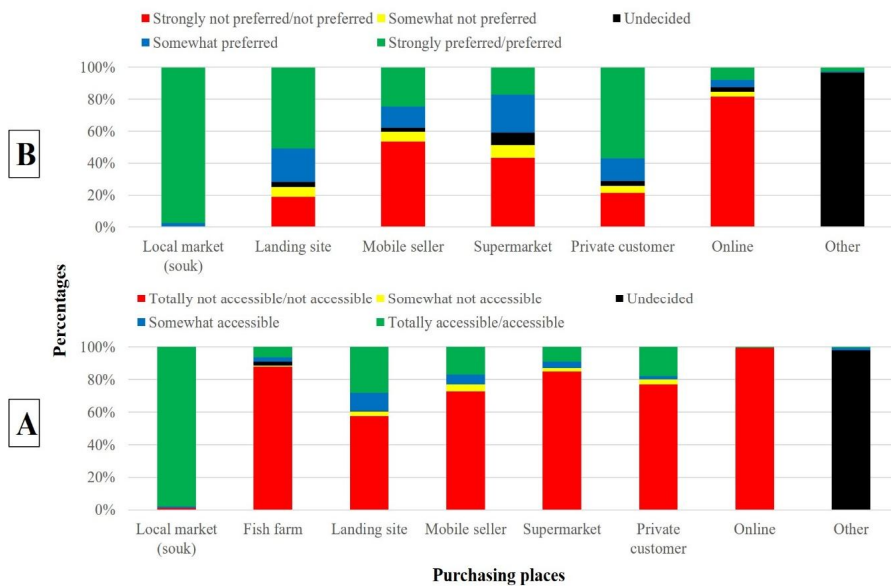 Strongly not preferred/not preferred Somewhat not preferred Undecided
Somewhat preferred Strongly preferred/preferred
100%
80%
60%
40%
20%
0%
B
Local market (souk) Landing site Mobile seller Supermarket Private customer Online Other
Percentages
Totally not accessible/not accessible Somewhat not accessible Undecided
Somewhat accessible Totally accessible/accessible
100%
80%
60%
40%
20%
0%
A
Local market (souk) Fish farm Landing site Mobile seller Supermarket Private customer Online Other
Purchasing places